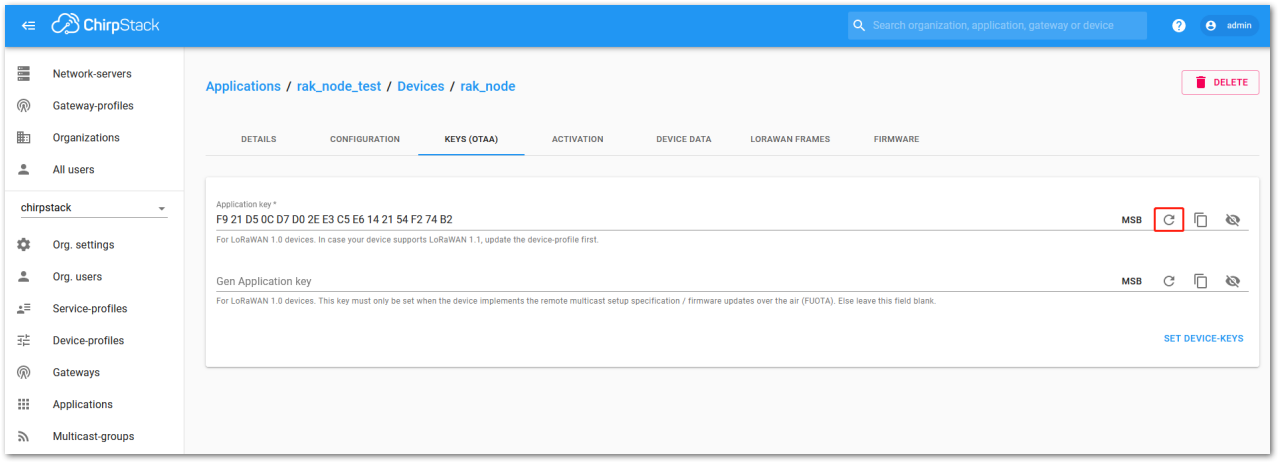 ChirpStack
Search organization, application, gateway or device
? admin
Network-servers
Gateway-profiles
Organizations
All users
chirpstack
Org. settings
Org. users
Service-profiles
Device-profiles
Gateways
Applications
Multicast-groups
Applications / rak_node_test / Devices / rak_node
DELETE
DETAILS CONFIGURATION KEYS (OTAA) ACTIVATION DEVICE DATA LORAWAN FRAMES FIRMWARE
Application key *
F9 21 D5 0C D7 D0 2E E3 C5 E6 14 21 54 F2 74 B2 MSB
For LoRaWAN 1.0 devices. In case your device supports LoRaWAN 1.1, update the device-profile first.
Gen Application key MSB
For LoRaWAN 1.0 devices. This key must only be set when the device implements the remote multicast setup specification / firmware updates over the air (FUOTA). Else leave this field blank.
SET DEVICE-KEYS